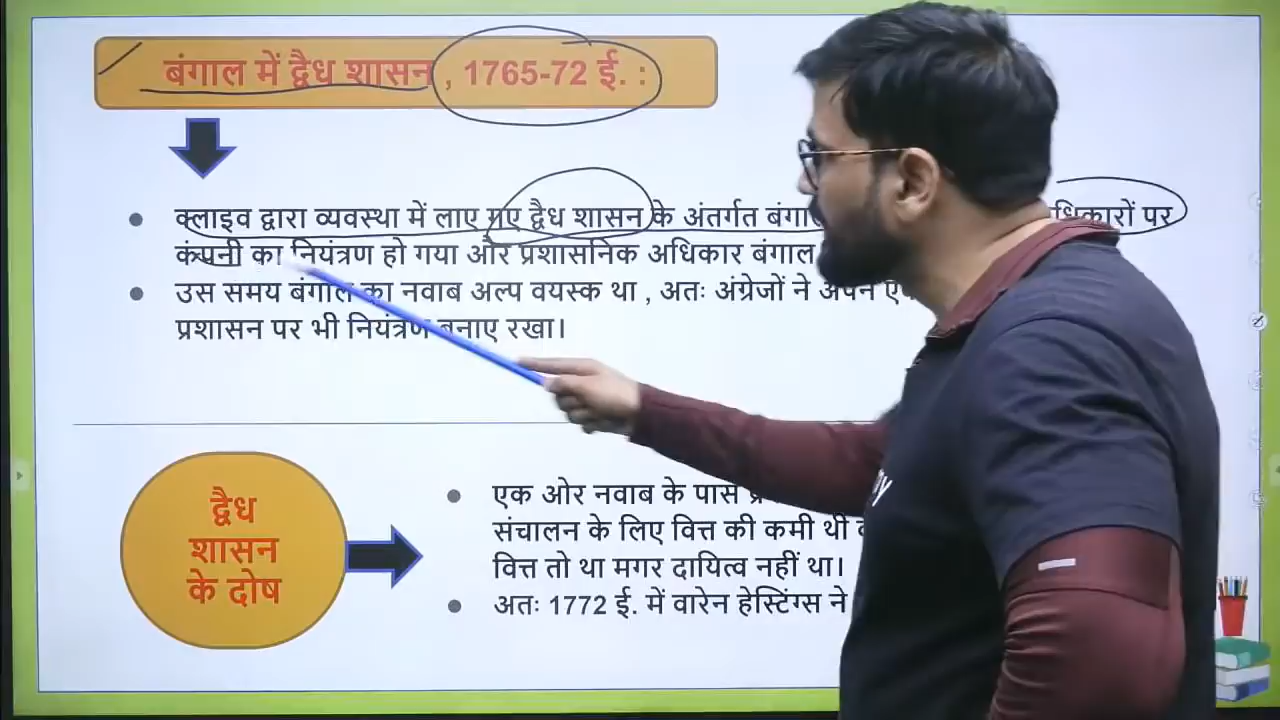 बंगाल में द्वैध शासन , 1765-72 ई. :
क्लाइव द्वारा व्यवस्था में लाए गए द्वैध शासन के अंतर्गत पर
कंपनी का नियंत्रण हो गया और प्रशासनिक अधिकार बंगाल
उस समय बंगाल का नवाब अल्प वयस्क था , अतः अंग्रेजों ने
प्रशासन पर भी नियंत्रण बनाए रखा।
द्वैध
शासन
के दोष
एक ओर नवाब के पास
संचालन के लिए वित्त की कमी थी
वित्त तो था मगर दायित्व नहीं था।
अतः 1772 ई. में वारेन हेस्टिंग्स ने